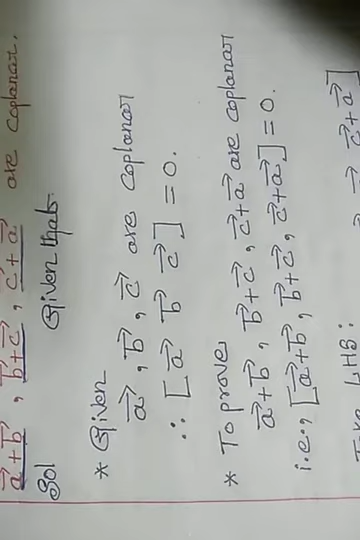 a⃗+b⃗, b⃗+c⃗, c⃗+a⃗ are coplanar.
Sol Given that
* Given
a⃗, b⃗, c⃗ are coplanar
∴ [a⃗ b⃗ c⃗] = 0.
* To prove
a⃗+b⃗, b⃗+c⃗, c⃗+a⃗ are coplanar
i.e., [a⃗+b⃗, b⃗+c⃗, c⃗+a⃗] = 0.
LHS: c⃗+a⃗]